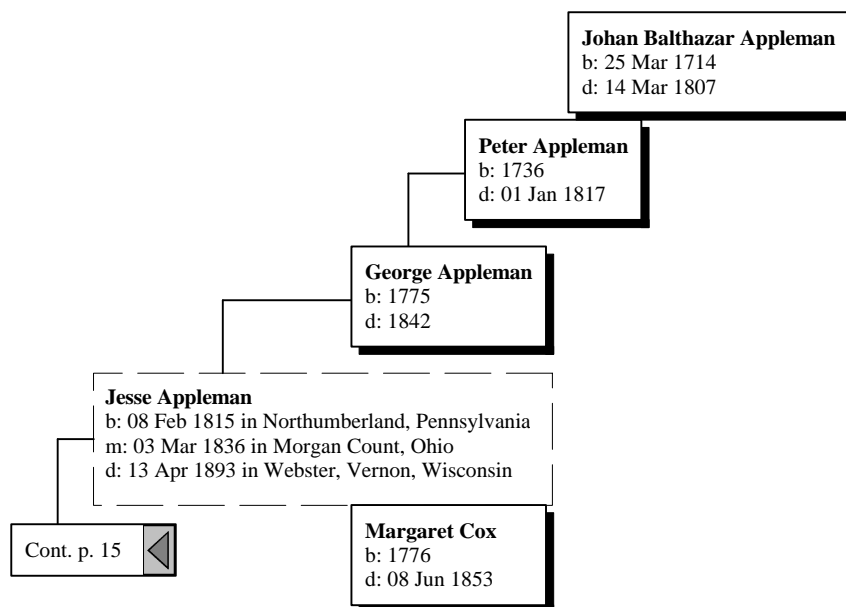 Johan Balthazar Appleman
b: 25 Mar 1714
d: 14 Mar 1807
Peter Appleman
b: 1736
d: 01 Jan 1817
George Appleman
b: 1775
d: 1842
Jesse Appleman
b: 08 Feb 1815 in Northumberland, Pennsylvania
m: 03 Mar 1836 in Morgan Count, Ohio
d: 13 Apr 1893 in Webster, Vernon, Wisconsin
Margaret Cox
b: 1776
d: 08 Jun 1853
Cont. p. 15